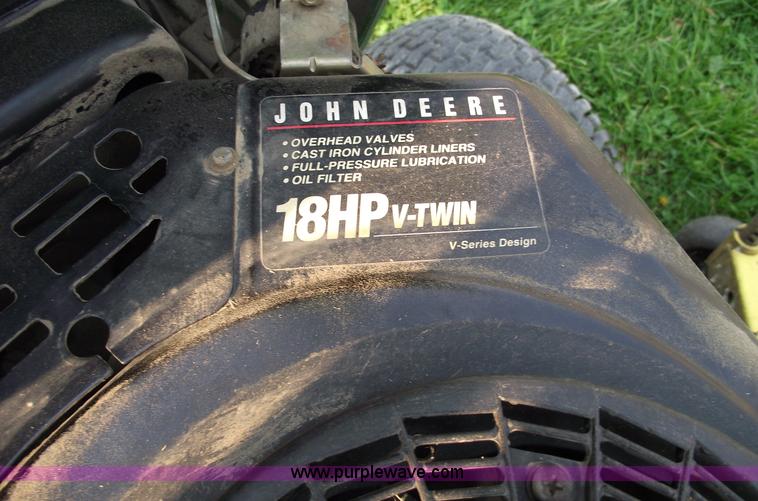 JOHN DEERE
• OVERHEAD VALVES
• CAST IRON CYLINDER LINERS
• FULL-PRESSURE LUBRICATION
• OIL FILTER
18HP V-TWIN
V-Series Design
www.purplewave.com